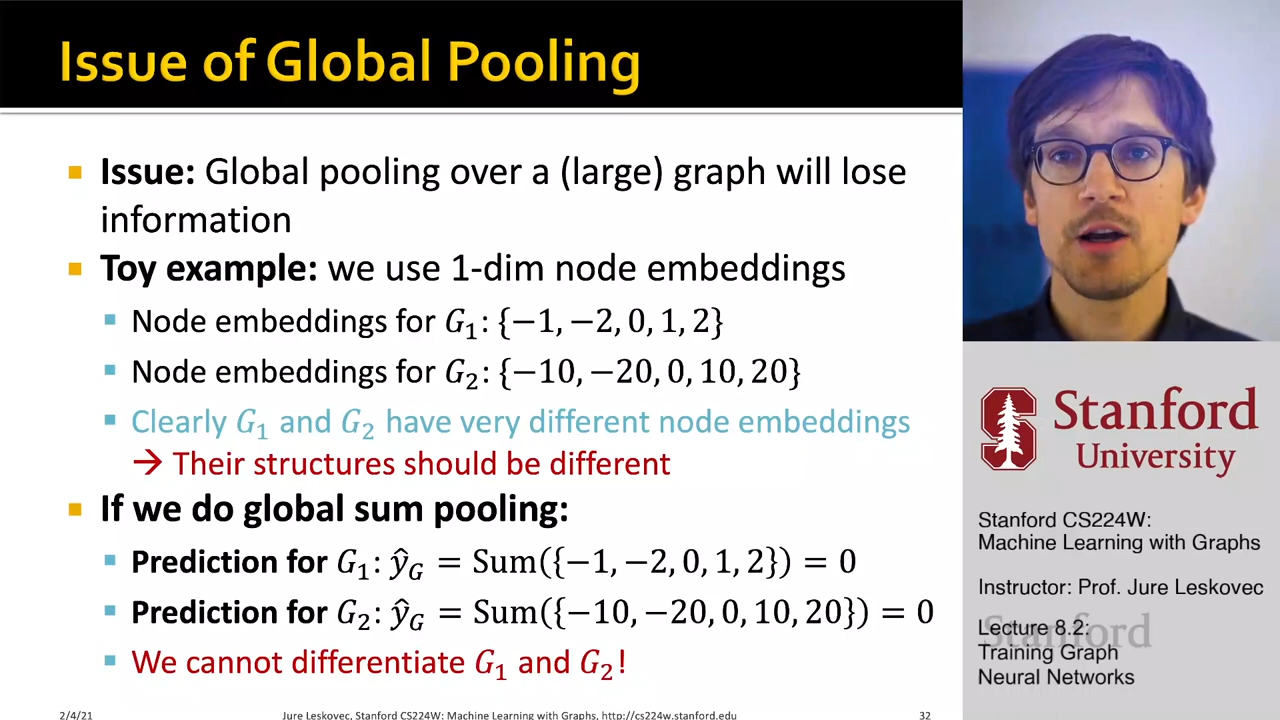 Issue of Global Pooling
Issue: Global pooling over a (large) graph will lose
information
Toy example: we use 1-dim node embeddings
Node embeddings for G₁: {−1, −2, 0, 1, 2}
Node embeddings for G₂: {−10, −20, 0, 10, 20}
Clearly G₁ and G₂ have very different node embeddings
→ Their structures should be different
If we do global sum pooling:
Prediction for G₁: ŷ_G = Sum({−1, −2, 0, 1, 2}) = 0
Prediction for G₂: ŷ_G = Sum({−10, −20, 0, 10, 20}) = 0
We cannot differentiate G₁ and G₂!
2/4/21
Jure Leskovec, Stanford CS224W: Machine Learning with Graphs, http://cs224w.stanford.edu
32
Stanford
University
Stanford CS224W:
Machine Learning with Graphs
Instructor: Prof. Jure Leskovec
Stanford
Lecture 8.2:
Training Graph
Neural Networks